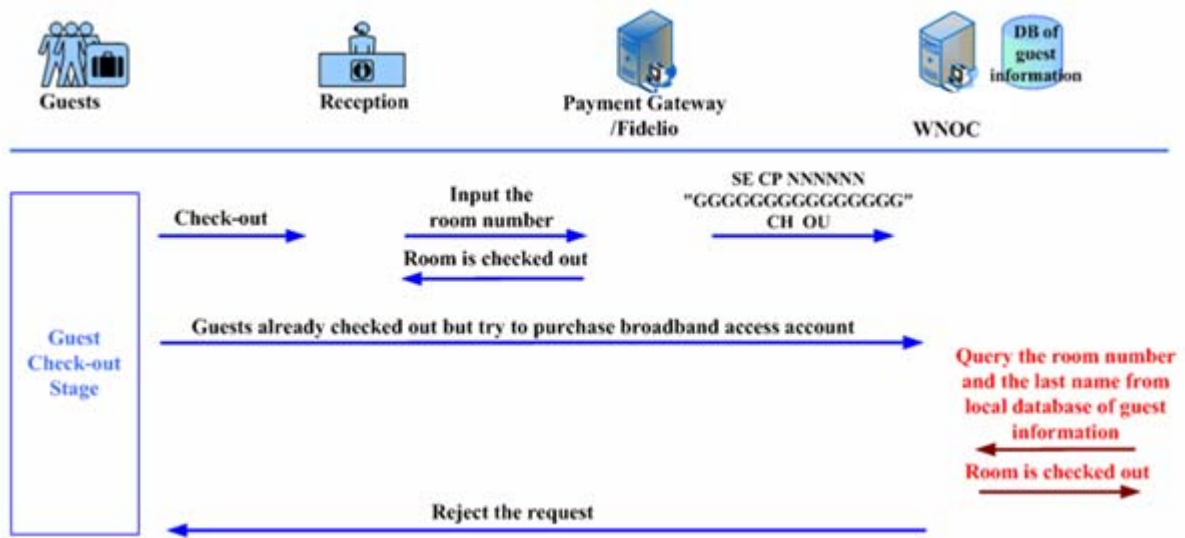 Guests
Reception
Payment Gateway
/Fidelio
WNOC
DB of
guest
information
Check-out
Input the
room number
Room is checked out
SE CP NNNNNN
"GGGGGGGGGGGGGGG"
CH OU
Guest
Check-out
Stage
Guests already checked out but try to purchase broadband access account
Query the room number
and the last name from
local database of guest
information
Room is checked out
Reject the request